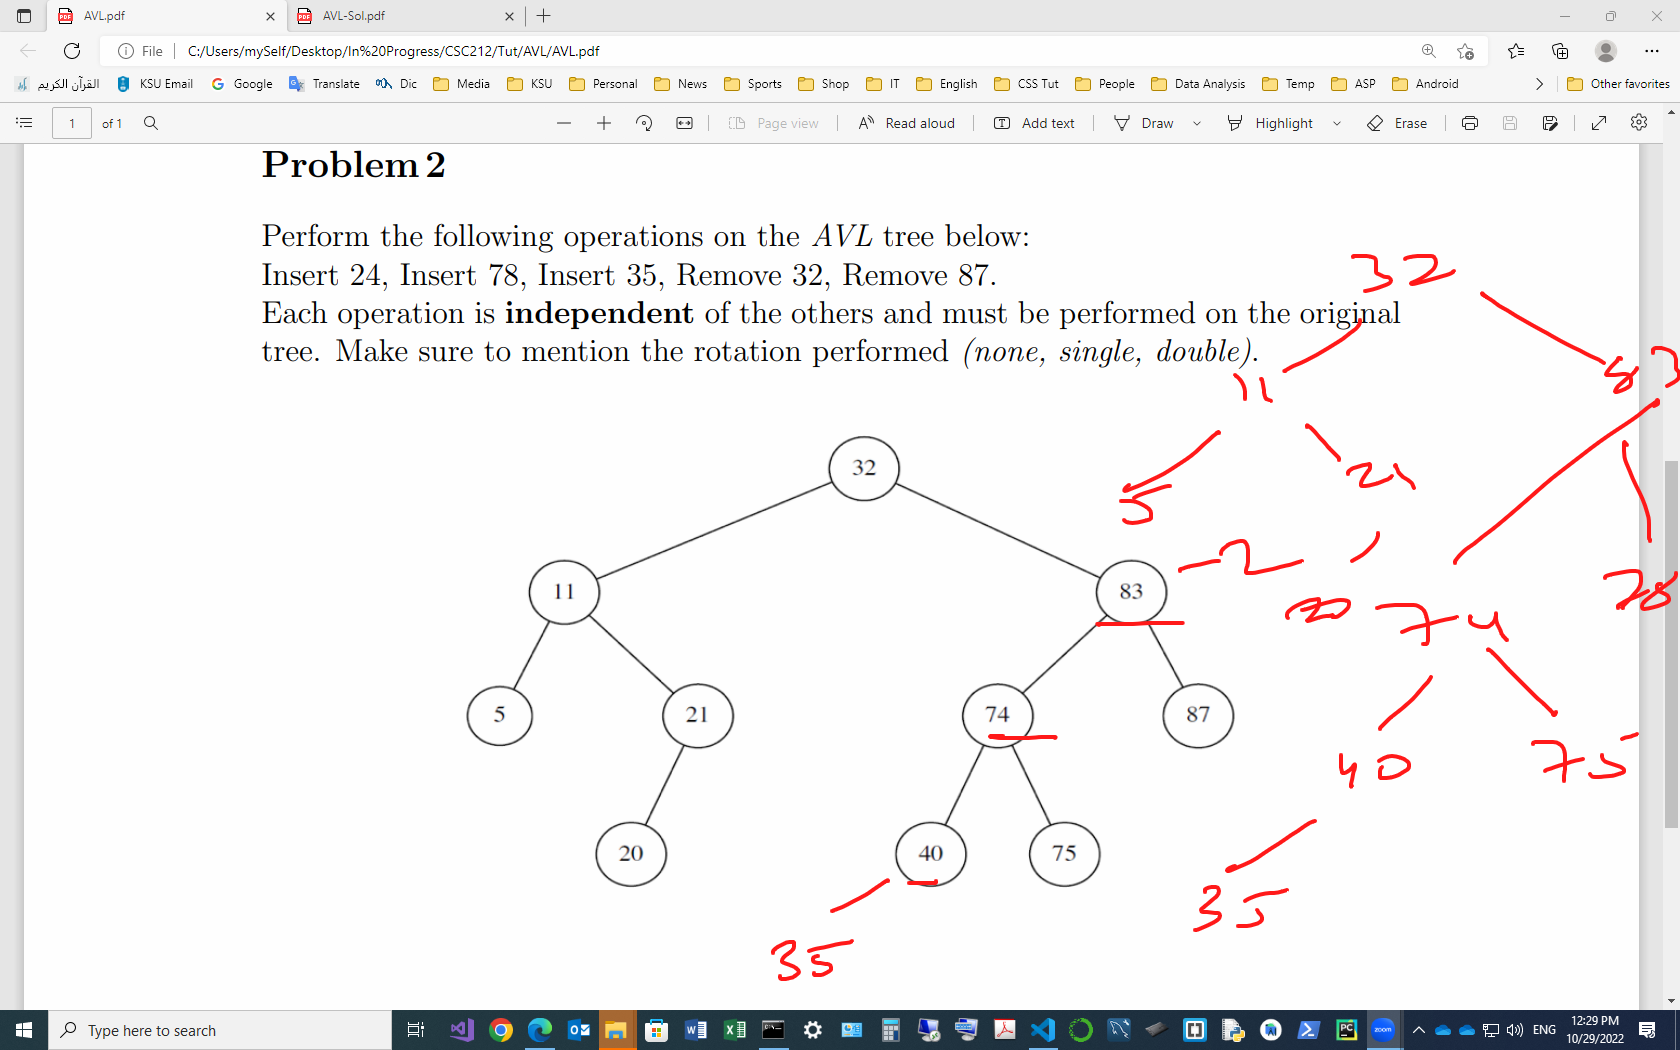 AVL.pdf
AVL-Sol.pdf
File
C:/Users/mySelf/Desktop/In%20Progress/CSC212/Tut/AVL/AVL.pdf
القرآن الكريم
KSU Email
Google
Translate
Dic
Media
KSU
Personal
News
Sports
Shop
IT
English
CSS Tut
People
Data Analysis
Temp
ASP
Android
Other favorites
1 of 1
Page view
Read aloud
Add text
Draw
Highlight
Erase
Problem 2
Perform the following operations on the AVL tree below:
Insert 24, Insert 78, Insert 35, Remove 32, Remove 87.
Each operation is independent of the others and must be performed on the original
tree. Make sure to mention the rotation performed (none, single, double).
32
11 83
5 21 74 87
20 40 75
35
-2
32
11 83
5 21
20 74 78
40 75
35
Type here to search
ENG
12:29 PM
10/29/2022